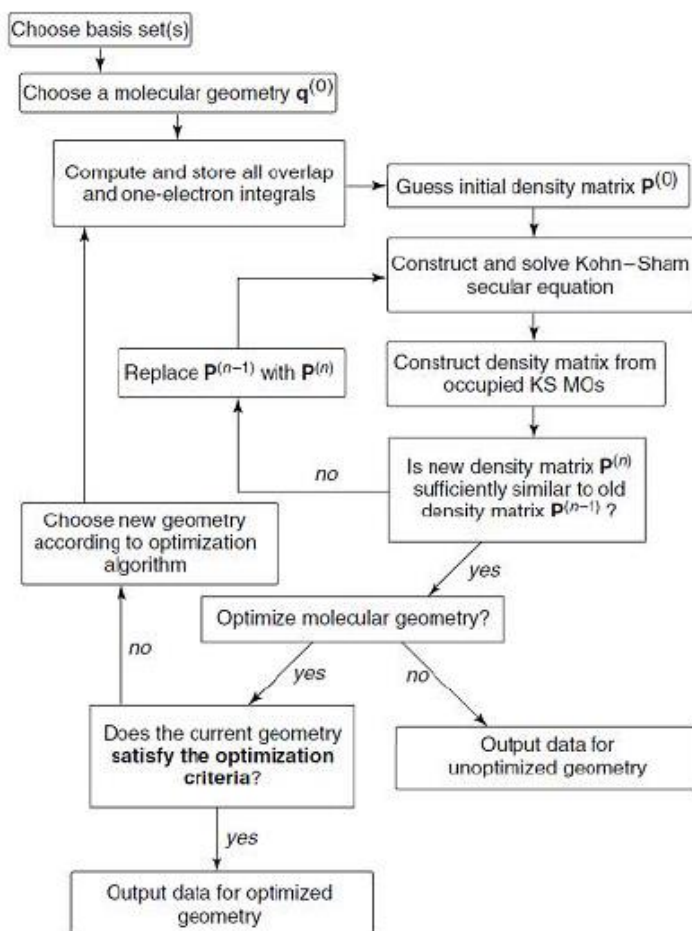 Choose basis set(s)
Choose a molecular geometry q(0)
Compute and store all overlap
and one-electron integrals
Guess initial density matrix P(0)
Construct and solve Kohn–Sham
secular equation
Replace P(n−1) with P(n)
Construct density matrix from
occupied KS MOs
no
Is new density matrix P(n)
sufficiently similar to old
density matrix P(n−1) ?
Choose new geometry
according to optimization
algorithm
yes
Optimize molecular geometry?
no
yes
no
Does the current geometry
satisfy the optimization
criteria?
Output data for
unoptimized geometry
yes
Output data for optimized
geometry